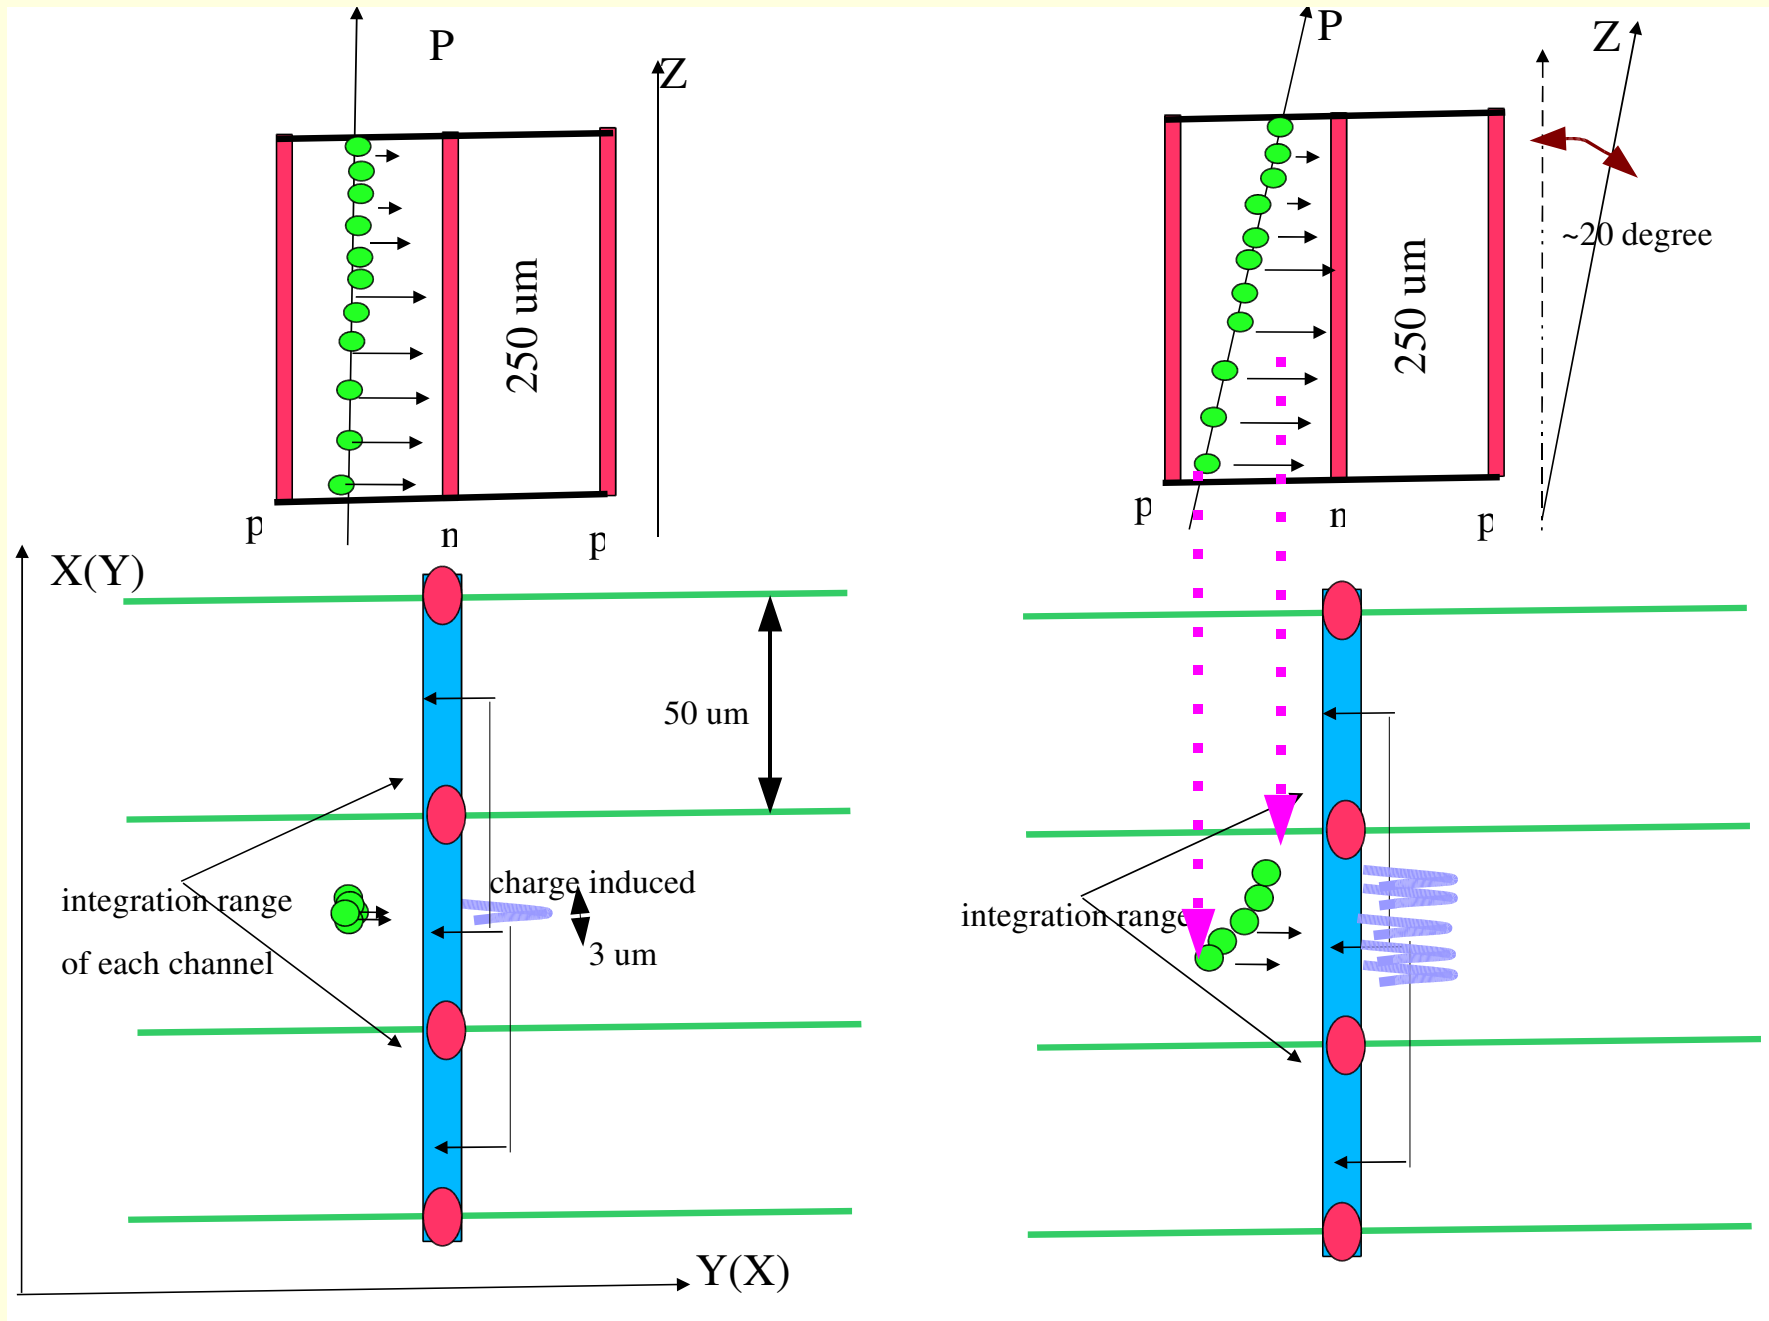 P
Z
250 um
p
n
p
P
Z
~20 degree
250 um
p
n
p
X(Y)
50 um
integration range
of each channel
charge induced
3 um
Y(X)
integration range